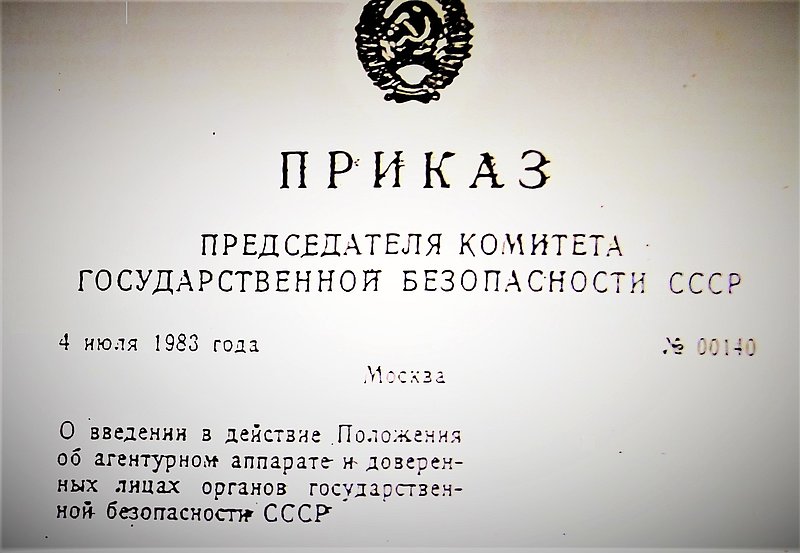 ПРИКАЗ
ПРЕДСЕДАТЕЛЯ КОМИТЕТА
ГОСУДАРСТВЕННОЙ БЕЗОПАСНОСТИ СССР
4 июля 1983 года № 00140
Москва
О введении в действие Положения
об агентурном аппарате и доверен-
ных лицах органов государствен-
ной безопасности СССР